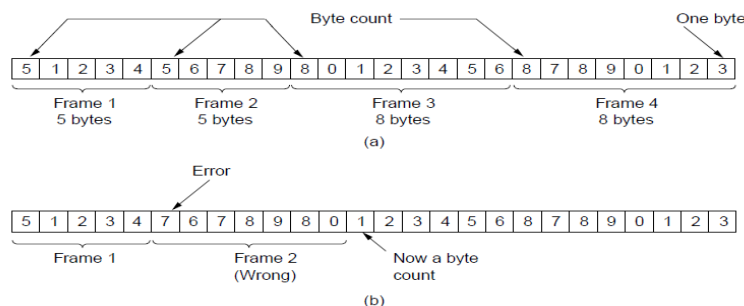 Byte count One byte
5 1 2 3 4 5 6 7 8 9 8 0 1 2 3 4 5 6 8 7 8 9 0 1 2 3
Frame 1 Frame 2 Frame 3 Frame 4
5 bytes 5 bytes 8 bytes 8 bytes
(a)
Error
5 1 2 3 4 7 6 7 8 9 8 0 1 2 3 4 5 6 8 7 8 9 0 1 2 3
Frame 1 Frame 2 Now a byte
(Wrong) count
(b)